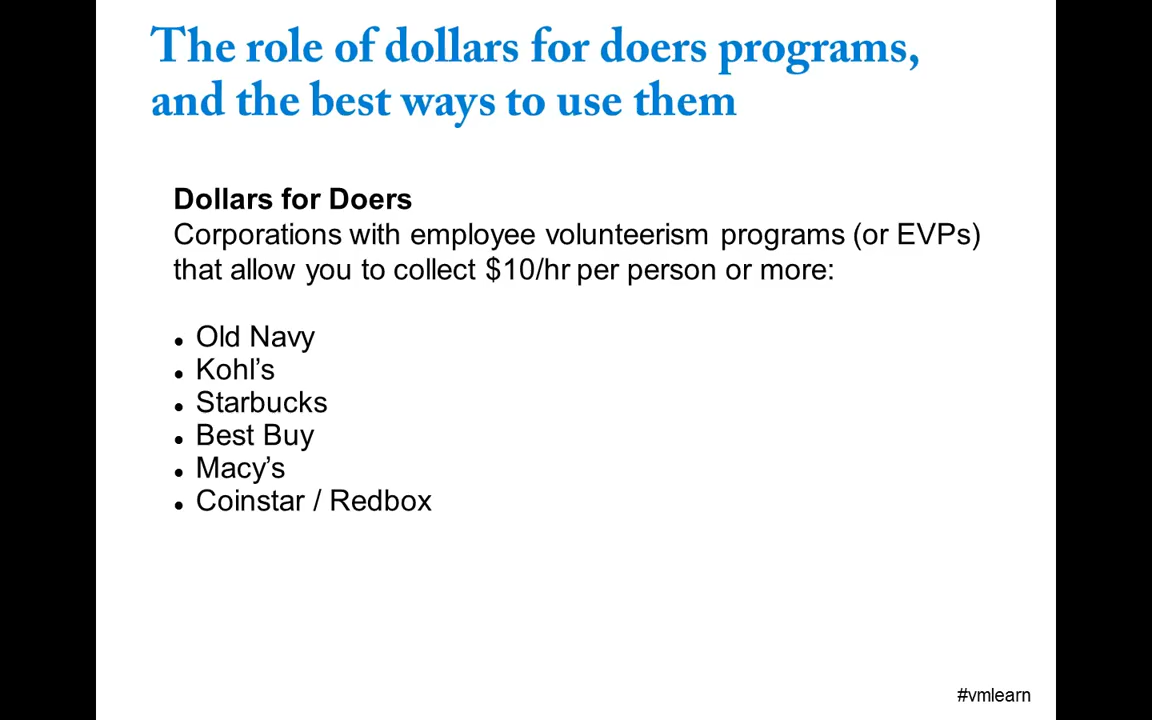 The role of dollars for doers programs,
and the best ways to use them
Dollars for Doers
Corporations with employee volunteerism programs (or EVPs)
that allow you to collect $10/hr per person or more:
• Old Navy
• Kohl’s
• Starbucks
• Best Buy
• Macy’s
• Coinstar / Redbox
#vmlearn